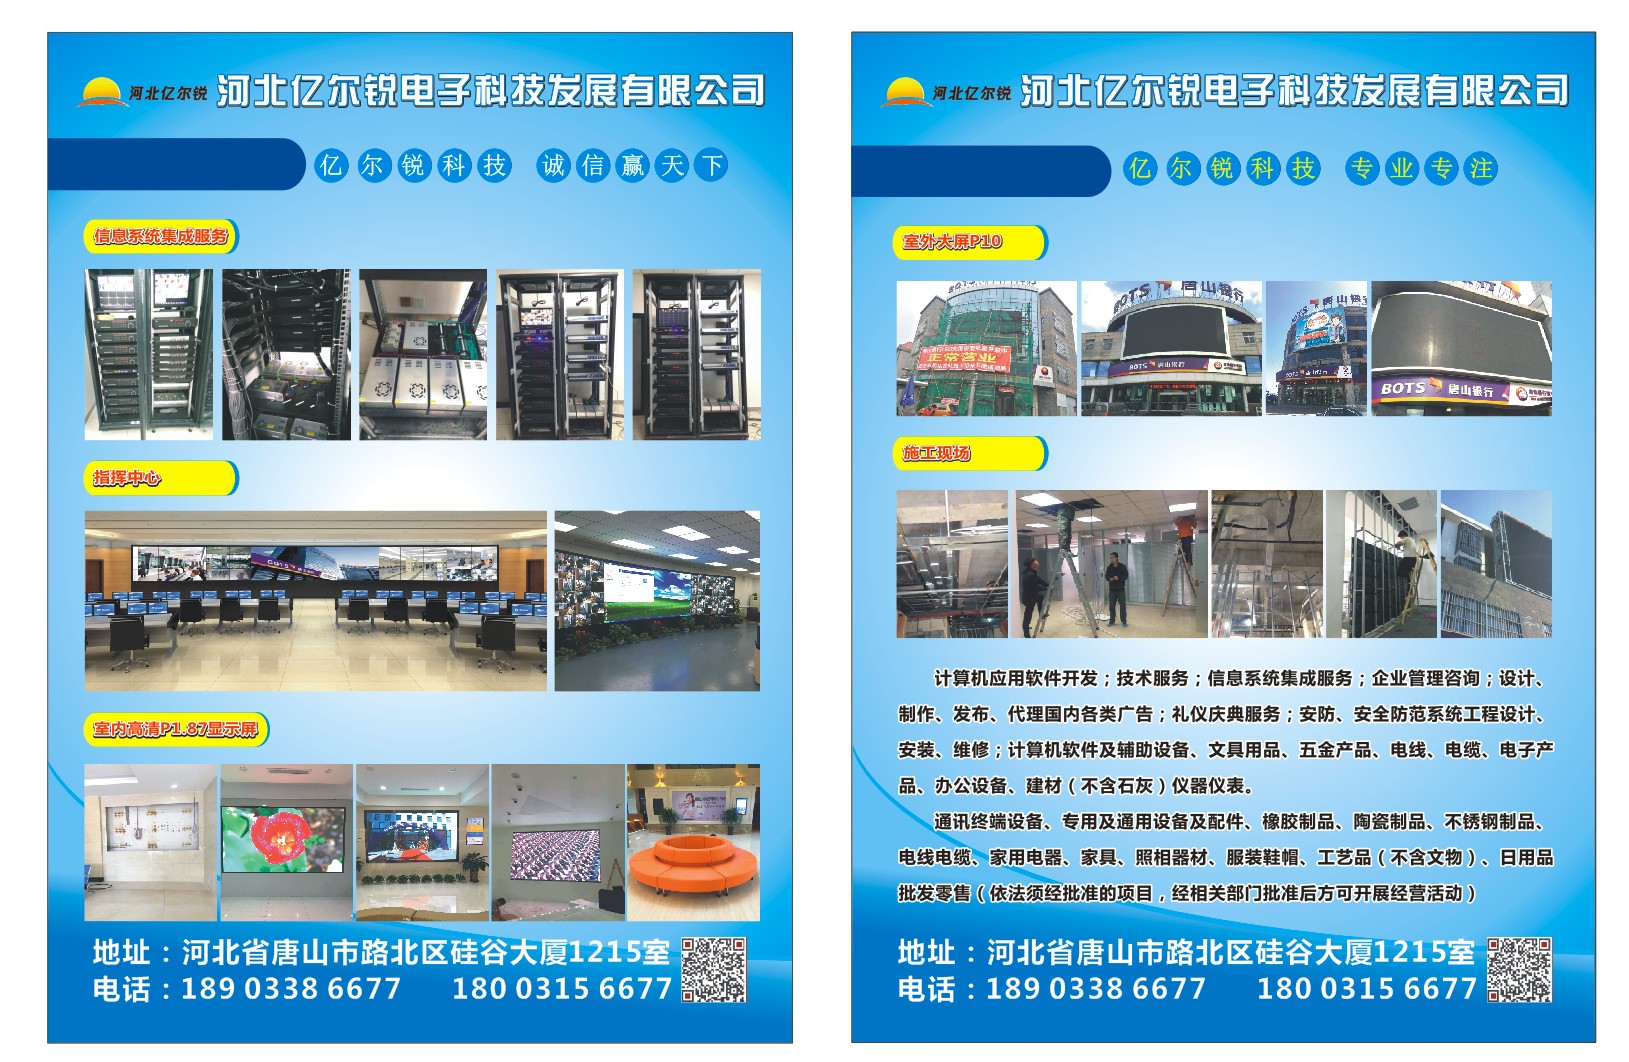 河北亿尔锐 河北亿尔锐电子科技发展有限公司
亿尔锐科技 诚信赢天下
信息系统集成服务
指挥中心
BOTS
室内高清P1.87显示屏
地址：河北省唐山市路北区硅谷大厦1215室
电话：189 0338 6677 180 0315 6677
河北亿尔锐 河北亿尔锐电子科技发展有限公司
亿尔锐科技 专业专注
室外大屏P10
BOTS
正常营业
BOTS 唐山银行
BOTS 唐山银行
唐山银行
BOTS
BOTS 唐山银行
施工现场
计算机应用软件开发；技术服务；信息系统集成服务；企业管理咨询；设计、
制作、发布、代理国内各类广告；礼仪庆典服务；安防、安全防范系统工程设计、
安装、维修；计算机软件及辅助设备、文具用品、五金产品、电线、电缆、电子产
品、办公设备、建材（不含石灰）仪器仪表。
通讯终端设备、专用及通用设备及配件、橡胶制品、陶瓷制品、不锈钢制品、
电线电缆、家用电器、家具、照相器材、服装鞋帽、工艺品（不含文物）、日用品
批发零售（依法须经批准的项目，经相关部门批准后方可开展经营活动）
地址：河北省唐山市路北区硅谷大厦1215室
电话：189 0338 6677 180 0315 6677